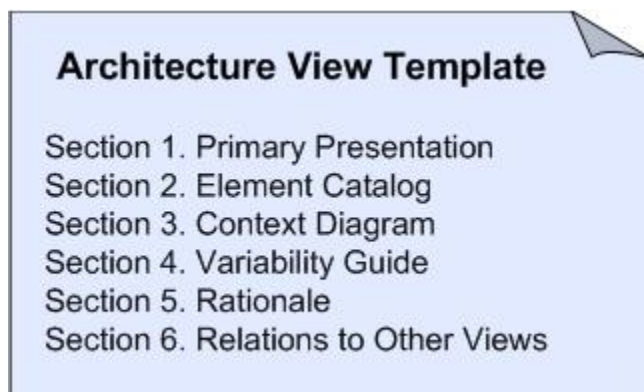 Architecture View Template
Section 1. Primary Presentation
Section 2. Element Catalog
Section 3. Context Diagram
Section 4. Variability Guide
Section 5. Rationale
Section 6. Relations to Other Views